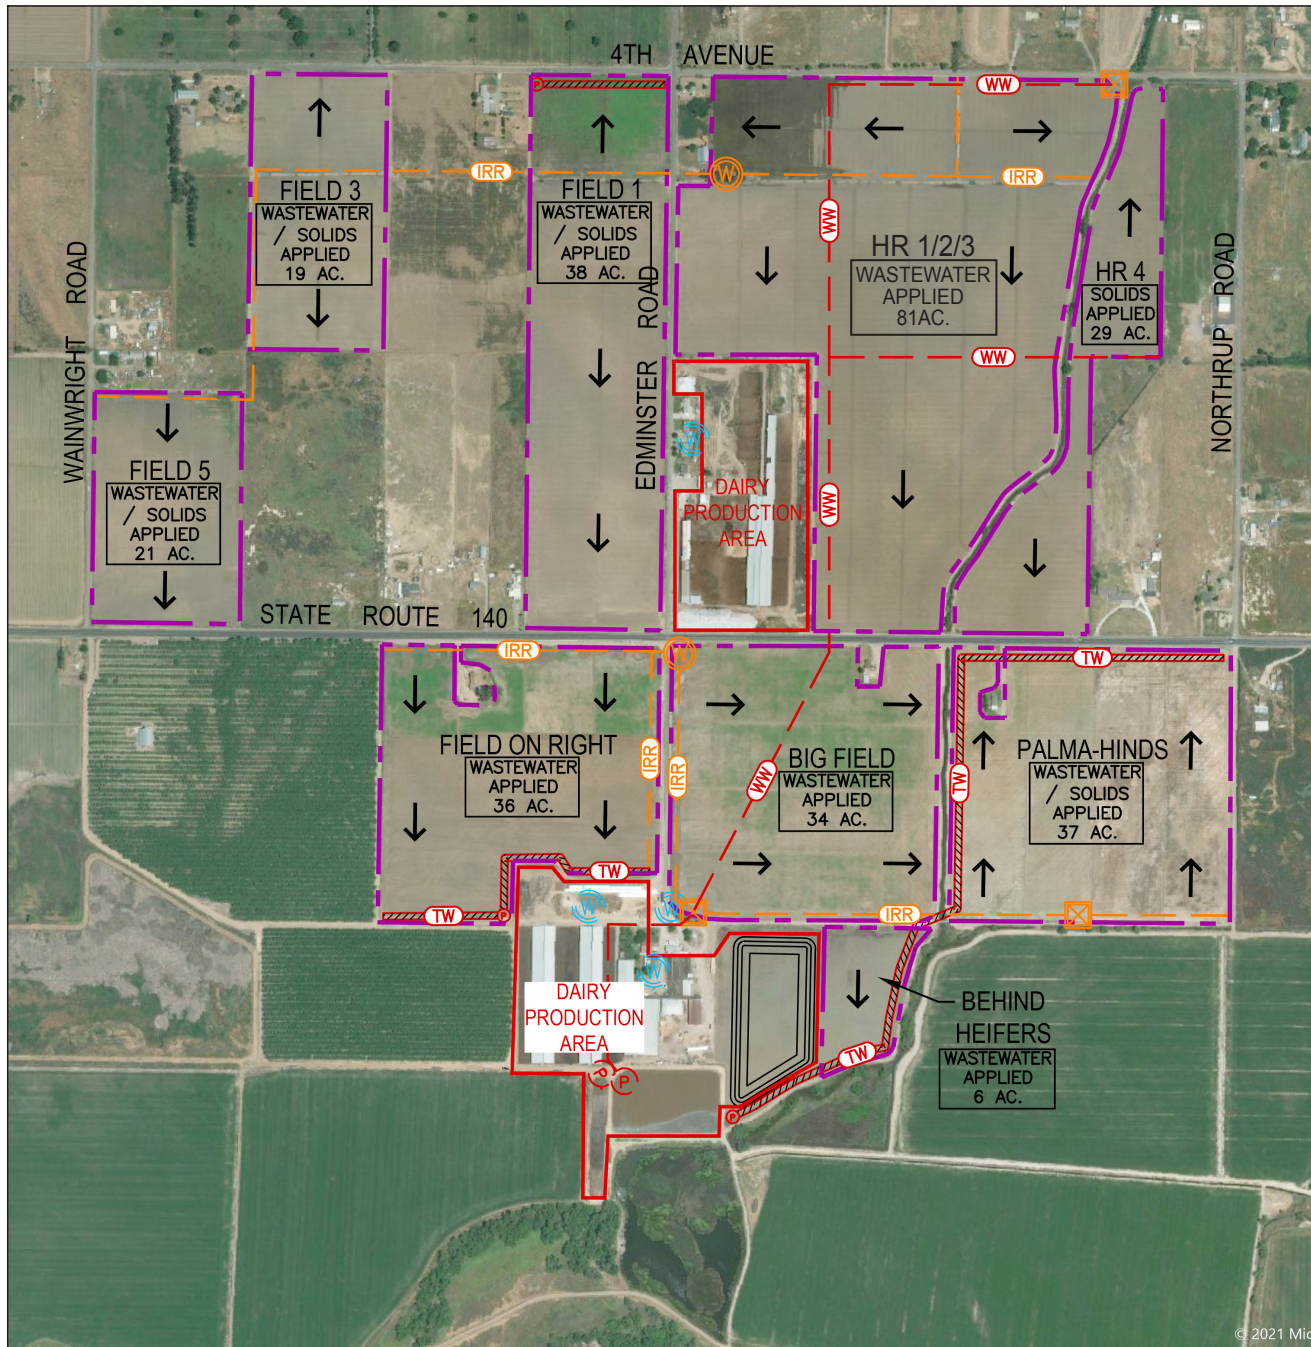 4TH AVENUE
WW
IRR
FIELD 3
WASTEWATER
/ SOLIDS
APPLIED
19 AC.
P
FIELD 1
WASTEWATER
/ SOLIDS
APPLIED
38 AC.
W
IRR
WW
HR 1/2/3
WASTEWATER
APPLIED
81AC.
HR 4
SOLIDS
APPLIED
29 AC.
WAINWRIGHT ROAD
EDMINSTER ROAD
NORTHRUP ROAD
WW
FIELD 5
WASTEWATER
/ SOLIDS
APPLIED
21 AC.
W
DAIRY
PRODUCTION
AREA
WW
STATE ROUTE 140
IRR
W
TW
FIELD ON RIGHT
WASTEWATER
APPLIED
36 AC.
IRR
IRR
WW
BIG FIELD
WASTEWATER
APPLIED
34 AC.
TW
PALMA-HINDS
WASTEWATER
/ SOLIDS
APPLIED
37 AC.
TW
TW
P
W
W
IRR
W
DAIRY
PRODUCTION
AREA
BEHIND
HEIFERS
WASTEWATER
APPLIED
6 AC.
TW
P
P
P
© 2021 Mic